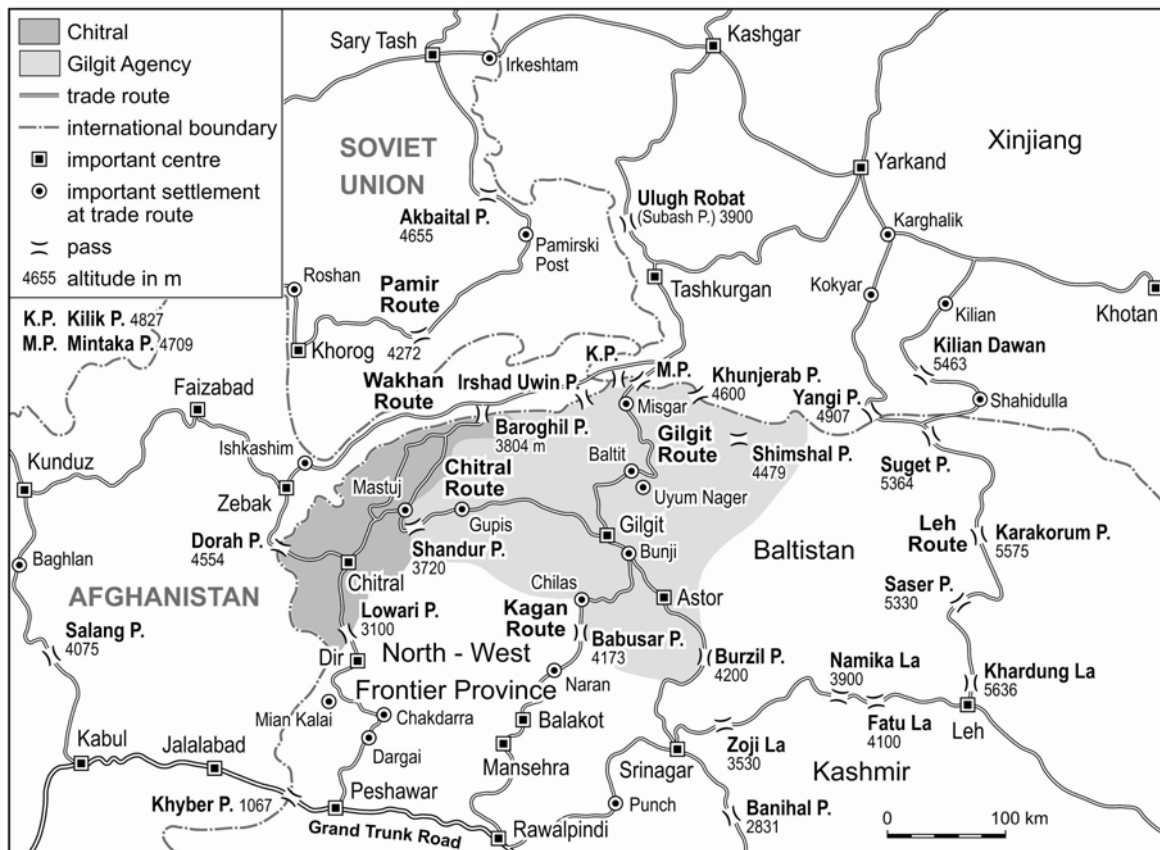 Chitral
Gilgit Agency
trade route
international boundary
important centre
important settlement
at trade route
pass
4655 altitude in m
K.P. Kilik P. 4827
M.P. Mintaka P. 4709
Sary Tash
Irkeshtam
Kashgar
SOVIET
UNION
Xinjiang
Yarkand
Akbaital P.
4655
Ulugh Robat
(Subash P.) 3900
Pamirski
Post
Karghalik
Roshan
Pamir
Route
Tashkurgan
Kokyar
Kilian
Khotan
Khorog
4272
Kilian Dawan
5463
Faizabad
Wakhan
Route
Irshad Uwin P.
K.P.
M.P.
Khunjerab P.
4600
Yangi P.
4907
Shahidulla
Misgar
Ishkashim
Baroghil P.
3804 m
Gilgit
Route
Shimshal P.
4479
Kunduz
Zebak
Mastuj
Chitral
Route
Baltit
Uyum Nager
Suget P.
5364
Gupis
Gilgit
Leh
Route
Karakorum P.
5575
Dorah P.
4554
Shandur P.
3720
Bunji
Baltistan
Baghlan
Chitral
Chilas
Saser P.
5330
AFGHANISTAN
Lowari P.
3100
Kagan
Route
Astor
Salang P.
4075
Babusar P.
4173
Burzil P.
4200
Dir
North - West
Frontier Province
Namika La
3900
Khardung La
5636
Naran
Mian Kalai
Chakdarra
Balakot
Fatu La
4100
Leh
Kabul
Jalalabad
Dargai
Mansehra
Srinagar
Zoji La
3530
Kashmir
Khyber P. 1067
Peshawar
Punch
Banihal P.
2831
Grand Trunk Road
Rawalpindi
0 100 km